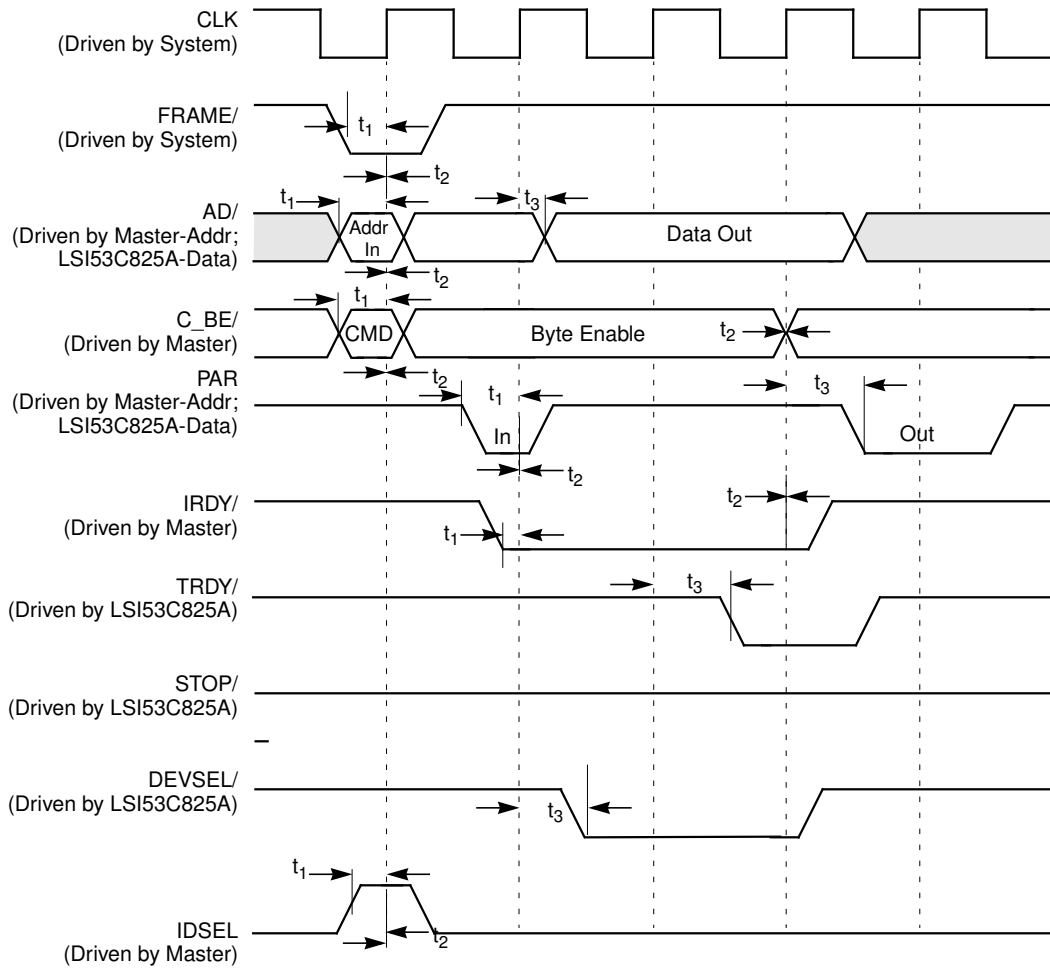 CLK
(Driven by System)
FRAME/
(Driven by System)
t1
t2
t1
t3
AD/
(Driven by Master-Addr;
LSI53C825A-Data)
Addr
In
Data Out
t2
t1
C_BE/
(Driven by Master)
CMD
Byte Enable
t2
t2
PAR
(Driven by Master-Addr;
LSI53C825A-Data)
t1
t3
In
Out
t2
IRDY/
(Driven by Master)
t2
t1
TRDY/
(Driven by LSI53C825A)
t3
STOP/
(Driven by LSI53C825A)
DEVSEL/
(Driven by LSI53C825A)
t3
t1
IDSEL
(Driven by Master)
t2